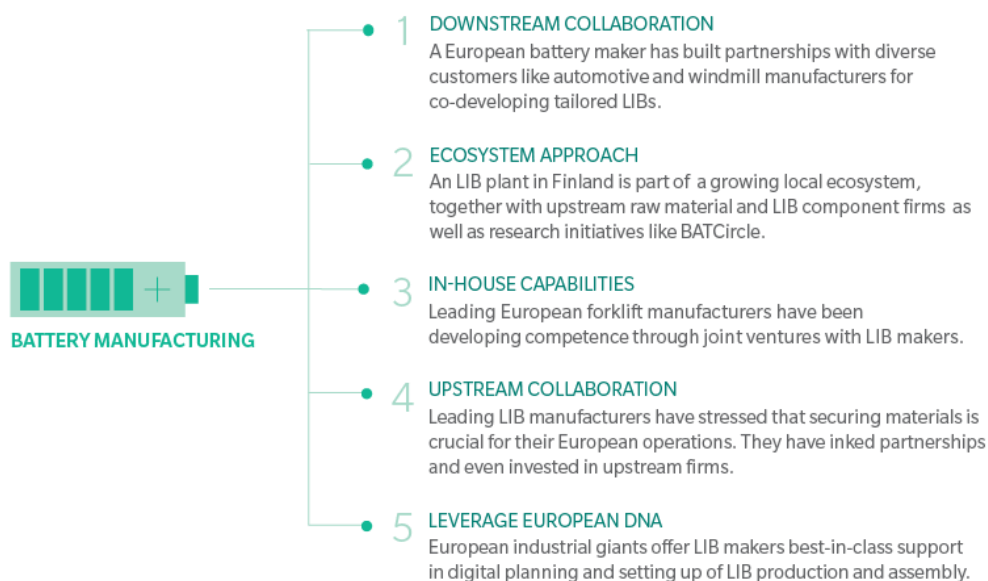 1 DOWNSTREAM COLLABORATION
A European battery maker has built partnerships with diverse
customers like automotive and windmill manufacturers for
co-developing tailored LIBs.
2 ECOSYSTEM APPROACH
An LIB plant in Finland is part of a growing local ecosystem,
together with upstream raw material and LIB component firms as
well as research initiatives like BATCircle.
BATTERY MANUFACTURING
3 IN-HOUSE CAPABILITIES
Leading European forklift manufacturers have been
developing competence through joint ventures with LIB makers.
4 UPSTREAM COLLABORATION
Leading LIB manufacturers have stressed that securing materials is
crucial for their European operations. They have inked partnerships
and even invested in upstream firms.
5 LEVERAGE EUROPEAN DNA
European industrial giants offer LIB makers best-in-class support
in digital planning and setting up of LIB production and assembly.